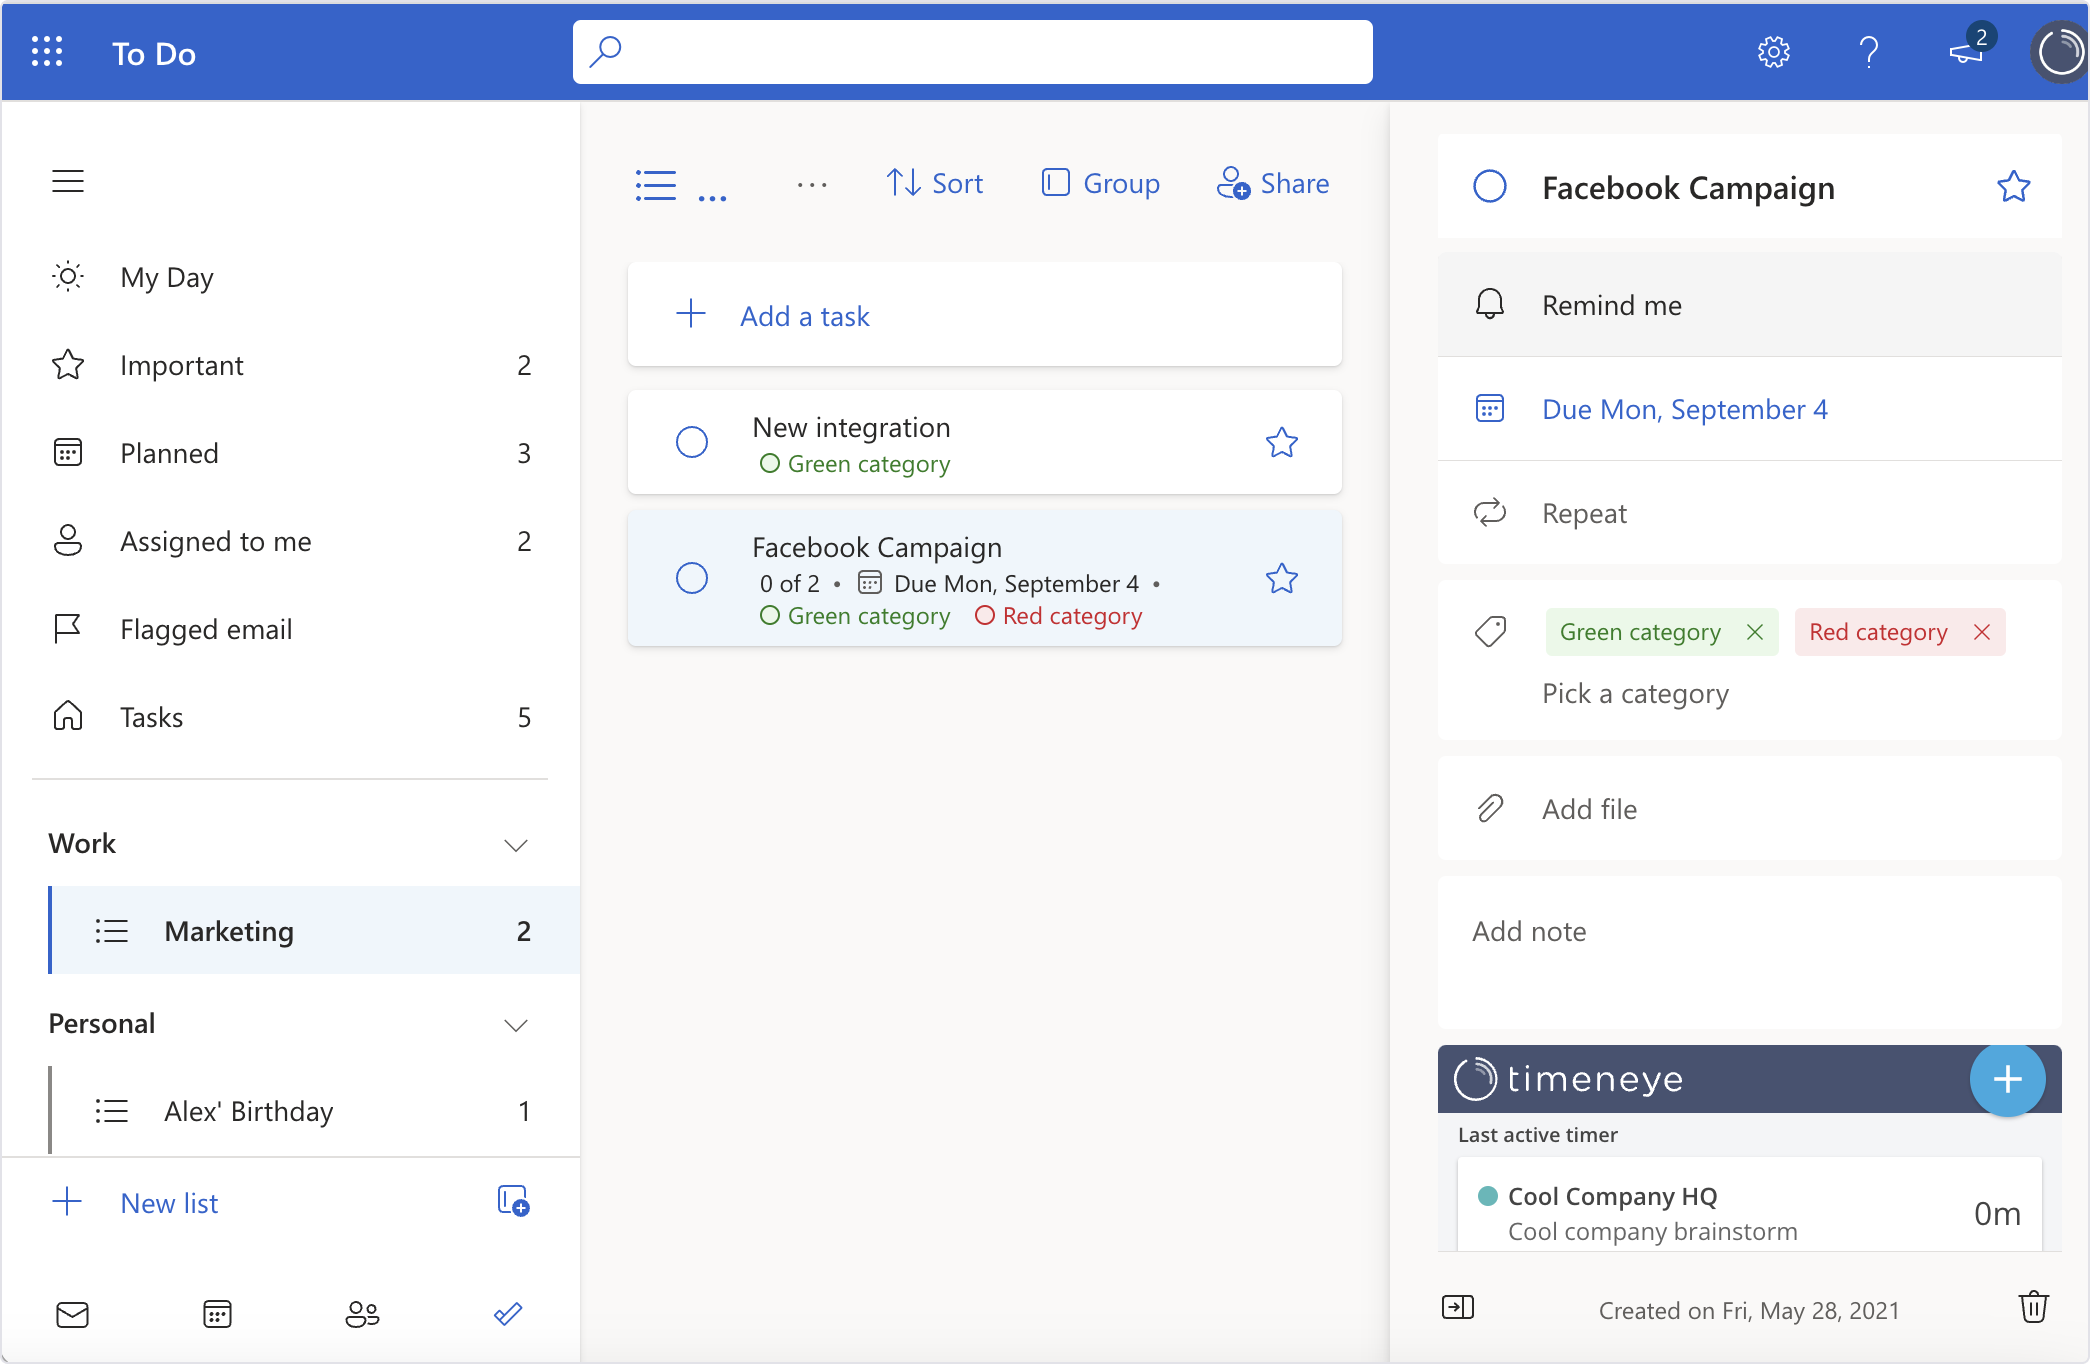 To Do
2
My Day
Important 2
Planned 3
Assigned to me 2
Flagged email
Tasks 5
Work
Marketing 2
Personal
Alex' Birthday 1
New list
Sort
Group
Share
Add a task
New integration
Green category
Facebook Campaign
0 of 2 • Due Mon, September 4 •
Green category Red category
Facebook Campaign
Remind me
Due Mon, September 4
Repeat
Green category Red category
Pick a category
Add file
Add note
timeneye
Last active timer
Cool Company HQ
0m
Cool company brainstorm
Created on Fri, May 28, 2021